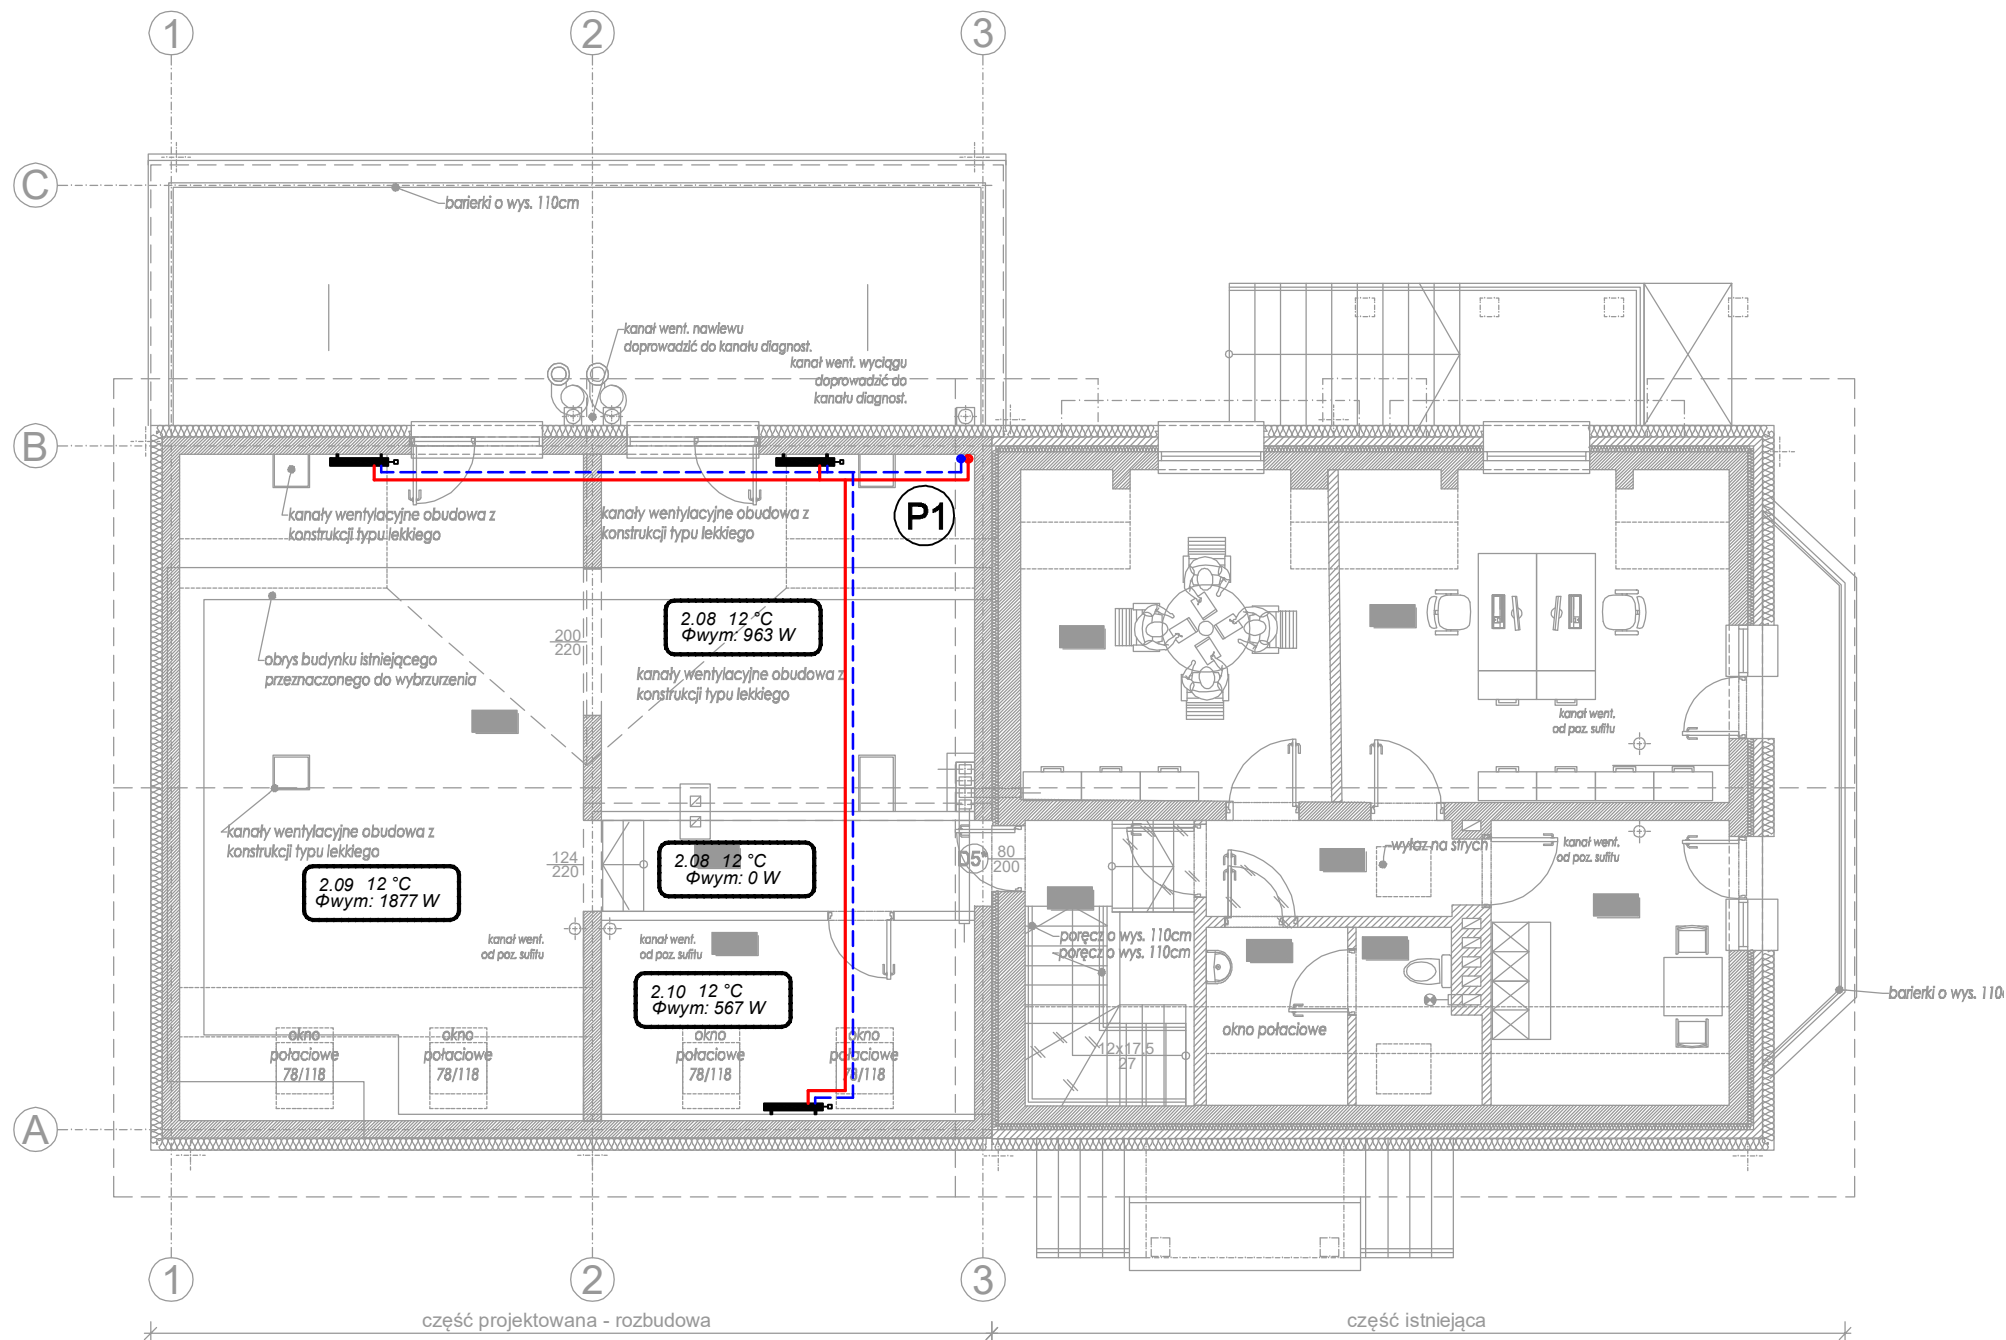 1
2
3
C
barierki o wys. 110cm
kanał went. nawiewu
doprowadzić do kanału diagnost.
kanał went. wyciągu
doprowadzić do
kanału diagnost.
B
P1
kanały wentylacyjne obudowa z
konstrukcji typu lekkiego
kanały wentylacyjne obudowa z
konstrukcji typu lekkiego
2.08 12 °C
Φwym: 963 W
200
220
obrys budynku istniejącego
przeznaczonego do wybrzurzenia
kanały wentylacyjne obudowa z
konstrukcji typu lekkiego
kanał went.
od poz. sufitu
kanały wentylacyjne obudowa z
konstrukcji typu lekkiego
2.08 12 °C
Φwym: 0 W
124
220
D5*
80
200
wyłaz na strych
kanał went.
od poz. sufitu
2.09 12 °C
Φwym: 1877 W
kanał went.
od poz. sufitu
kanał went.
od poz. sufitu
poręcz o wys. 110cm
poręcz o wys. 110cm
2.10 12 °C
Φwym: 567 W
barierki o wys. 110
okno
połaciowe
78/118
okno
połaciowe
78/118
okno
połaciowe
78/118
okno
połaciowe
78/118
okno połaciowe
12x17,5
27
A
1
2
3
część projektowana - rozbudowa
część istniejąca